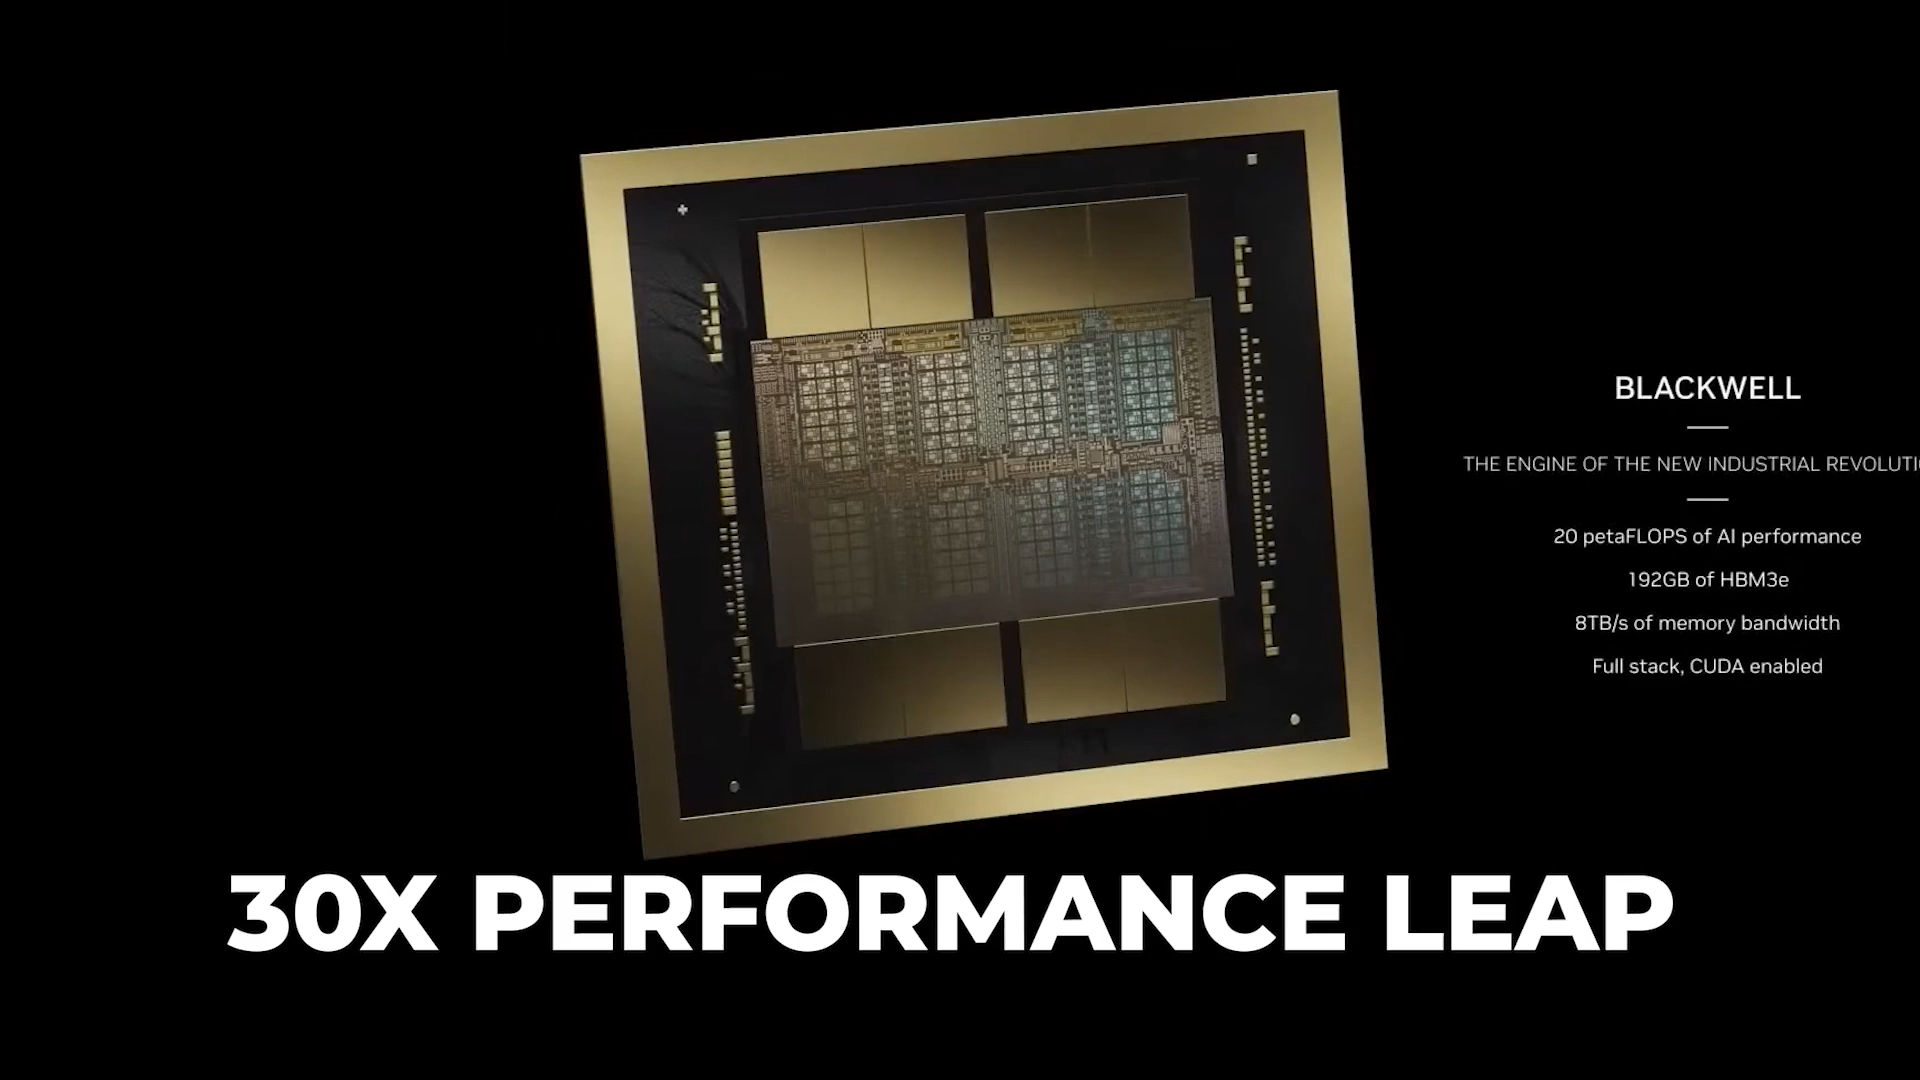 BLACKWELL
THE ENGINE OF THE NEW INDUSTRIAL REVOLUTI
20 petaFLOPS of AI performance
192GB of HBM3e
8TB/s of memory bandwidth
Full stack, CUDA enabled
30X PERFORMANCE LEAP